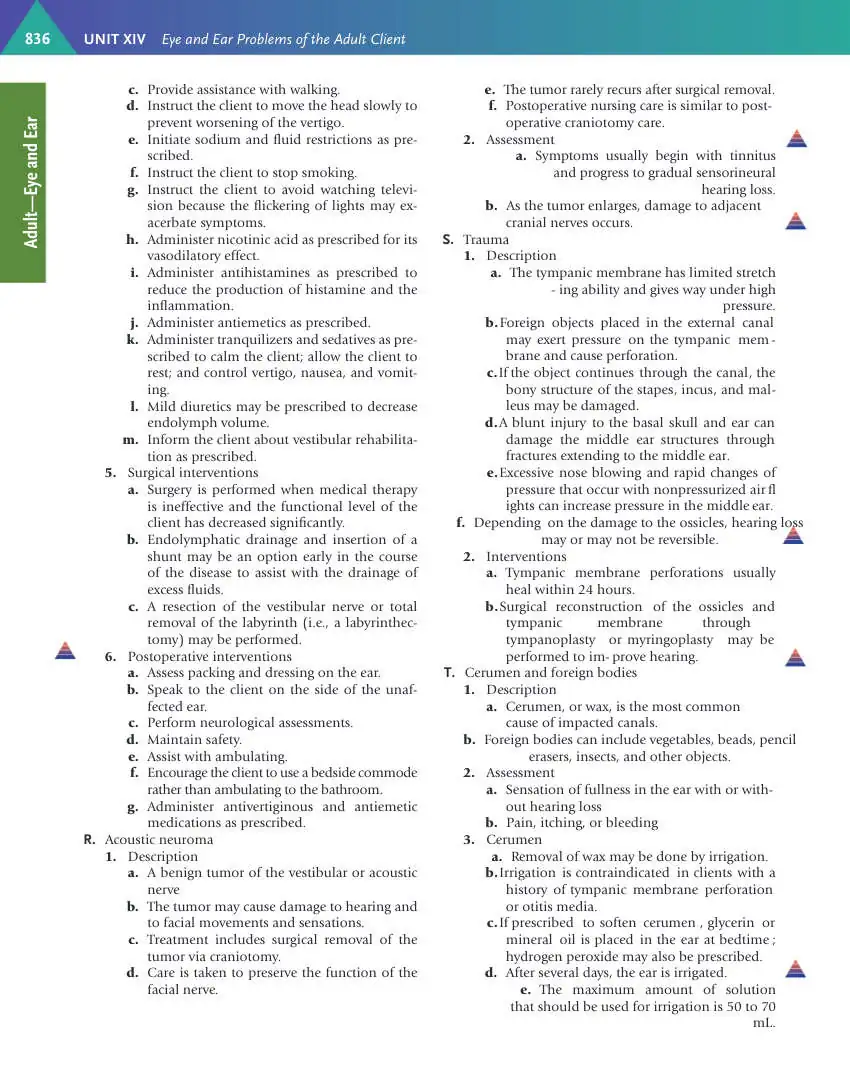 836 UNIT XIV Eye and Ear Problems of the Adult Client
Adult—Eye and Ear
c. Provide assistance with walking.
d. Instruct the client to move the head slowly to
prevent worsening of the vertigo.
e. Initiate sodium and fluid restrictions as pre-
scribed.
f. Instruct the client to stop smoking.
g. Instruct the client to avoid watching televi-
sion because the flickering of lights may ex-
acerbate symptoms.
h. Administer nicotinic acid as prescribed for its
vasodilatory effect.
i. Administer antihistamines as prescribed to
reduce the production of histamine and the
inflammation.
j. Administer antiemetics as prescribed.
k. Administer tranquilizers and sedatives as pre-
scribed to calm the client; allow the client to
rest; and control vertigo, nausea, and vomit-
ing.
l. Mild diuretics may be prescribed to decrease
endolymph volume.
m. Inform the client about vestibular rehabilita-
tion as prescribed.
5. Surgical interventions
a. Surgery is performed when medical therapy
is ineffective and the functional level of the
client has decreased significantly.
b. Endolymphatic drainage and insertion of a
shunt may be an option early in the course
of the disease to assist with the drainage of
excess fluids.
c. A resection of the vestibular nerve or total
removal of the labyrinth (i.e., a labyrinthec-
tomy) may be performed.
6. Postoperative interventions
a. Assess packing and dressing on the ear.
b. Speak to the client on the side of the unaf-
fected ear.
c. Perform neurological assessments.
d. Maintain safety.
e. Assist with ambulating.
f. Encourage the client to use a bedside commode
rather than ambulating to the bathroom.
g. Administer antivertiginous and antiemetic
medications as prescribed.
R. Acoustic neuroma
1. Description
a. A benign tumor of the vestibular or acoustic
nerve
b. The tumor may cause damage to hearing and
to facial movements and sensations.
c. Treatment includes surgical removal of the
tumor via craniotomy.
d. Care is taken to preserve the function of the
facial nerve.
e. The tumor rarely recurs after surgical removal.
f. Postoperative nursing care is similar to post-
operative craniotomy care.
2. Assessment
a. Symptoms usually begin with tinnitus
and progress to gradual sensorineural
hearing loss.
b. As the tumor enlarges, damage to adjacent
cranial nerves occurs.
S. Trauma
1. Description
a. The tympanic membrane has limited stretch
- ing ability and gives way under high
pressure.
b. Foreign objects placed in the external canal
may exert pressure on the tympanic mem -
brane and cause perforation.
c. If the object continues through the canal, the
bony structure of the stapes, incus, and mal-
leus may be damaged.
d. A blunt injury to the basal skull and ear can
damage the middle ear structures through
fractures extending to the middle ear.
e. Excessive nose blowing and rapid changes of
pressure that occur with nonpressurized air fl
ights can increase pressure in the middle ear.
f. Depending on the damage to the ossicles, hearing loss
may or may not be reversible.
2. Interventions
a. Tympanic membrane perforations usually
heal within 24 hours.
b. Surgical reconstruction of the ossicles and
tympanic membrane through
tympanoplasty or myringoplasty may be
performed to im- prove hearing.
T. Cerumen and foreign bodies
1. Description
a. Cerumen, or wax, is the most common
cause of impacted canals.
b. Foreign bodies can include vegetables, beads, pencil
erasers, insects, and other objects.
2. Assessment
a. Sensation of fullness in the ear with or with-
out hearing loss
b. Pain, itching, or bleeding
3. Cerumen
a. Removal of wax may be done by irrigation.
b. Irrigation is contraindicated in clients with a
history of tympanic membrane perforation
or otitis media.
c. If prescribed to soften cerumen , glycerin or
mineral oil is placed in the ear at bedtime ;
hydrogen peroxide may also be prescribed.
d. After several days, the ear is irrigated.
e. The maximum amount of solution
that should be used for irrigation is 50 to 70
mL.